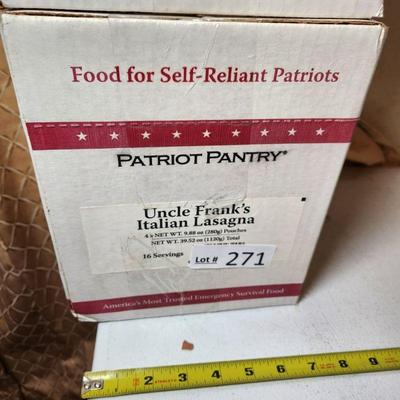 Food for Self-Reliant Patriots
PATRIOT PANTRY®
Uncle Frank's
Italian Lasagna
4 x NET WT. 9.88 oz (280g) Pouches
NET WT. 39.52 oz (1120g) Total
16 Servings
Lot # 271
America's Most Trusted Emergency Survival Food
1 2 3 4 5 6 7 8 9